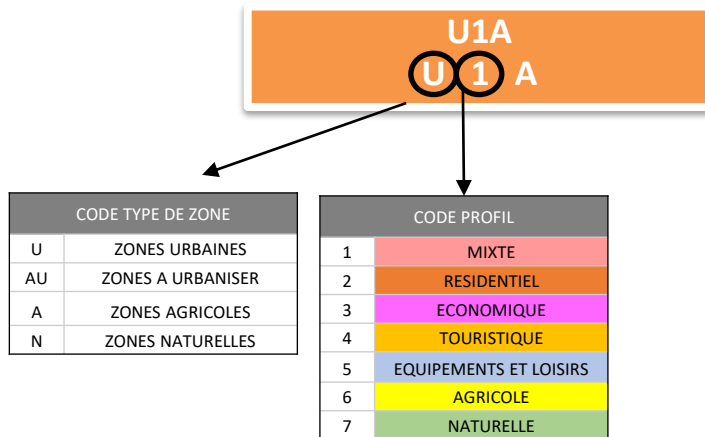 U1A
U 1 A
CODE TYPE DE ZONE
U ZONES URBAINES
AU ZONES A URBANISER
A ZONES AGRICOLES
N ZONES NATURELLES
CODE PROFIL
1 MIXTE
2 RESIDENTIEL
3 ECONOMIQUE
4 TOURISTIQUE
5 EQUIPEMENTS ET LOISIRS
6 AGRICOLE
7 NATURELLE